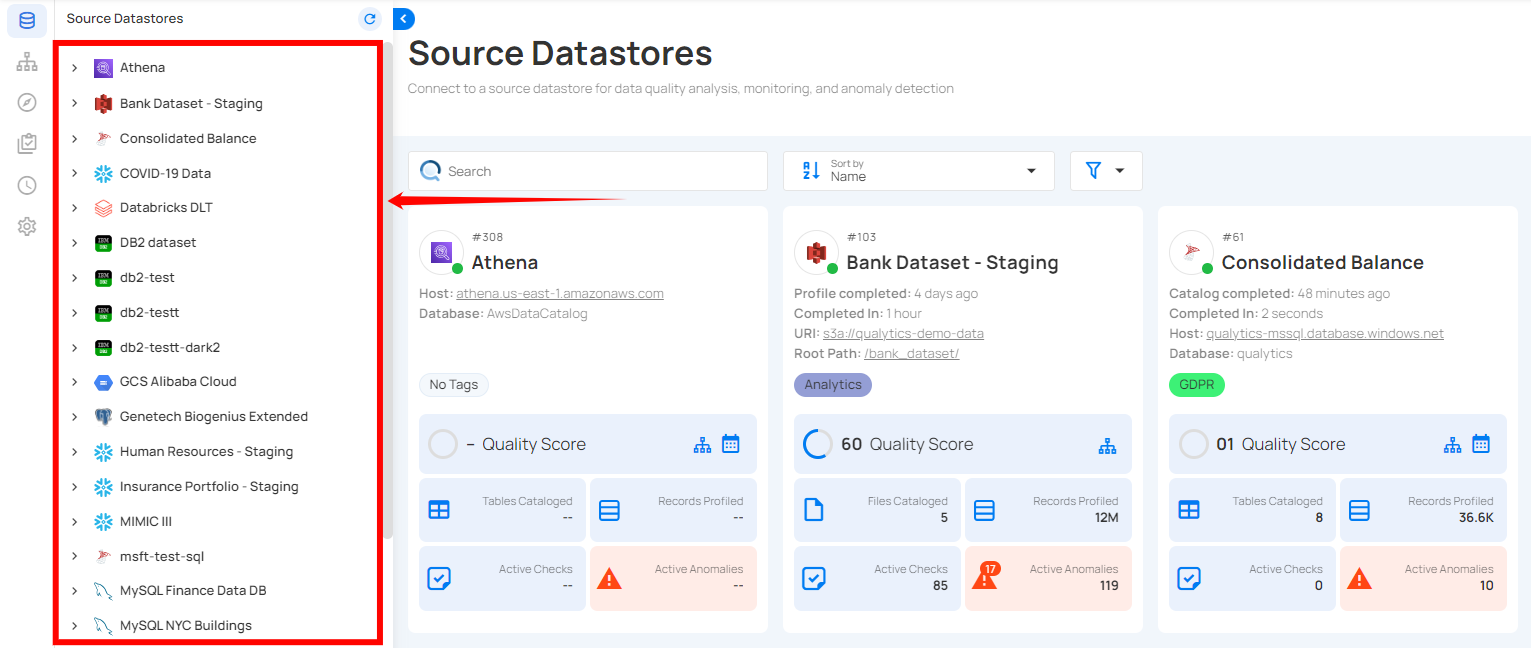 Source Datastores
Athena
Bank Dataset - Staging
Consolidated Balance
COVID-19 Data
Databricks DLT
DB2 dataset
db2-test
db2-testt
db2-testt-dark2
GCS Alibaba Cloud
Genetech Biogenius Extended
Human Resources - Staging
Insurance Portfolio - Staging
MIMIC III
msft-test-sql
MySQL Finance Data DB
MySQL NYC Buildings
Source Datastores
Connect to a source datastore for data quality analysis, monitoring, and anomaly detection
Search
Sort by
Name
#308
Athena
Host: athena.us-east-1.amazonaws.com
Database: AwsDataCatalog
No Tags
– Quality Score
Tables Cataloged
--
Records Profiled
--
Active Checks
--
Active Anomalies
--
#103
Bank Dataset - Staging
Profile completed: 4 days ago
Completed In: 1 hour
URI: s3a://qualytics-demo-data
Root Path: /bank_dataset/
Analytics
60 Quality Score
Files Cataloged
5
Records Profiled
12M
Active Checks
85
17
Active Anomalies
119
#61
Consolidated Balance
Catalog completed: 48 minutes ago
Completed In: 2 seconds
Host: qualytics-mssql.database.windows.net
Database: qualytics
GDPR
01 Quality Score
Tables Cataloged
8
Records Profiled
36.6K
Active Checks
0
Active Anomalies
10